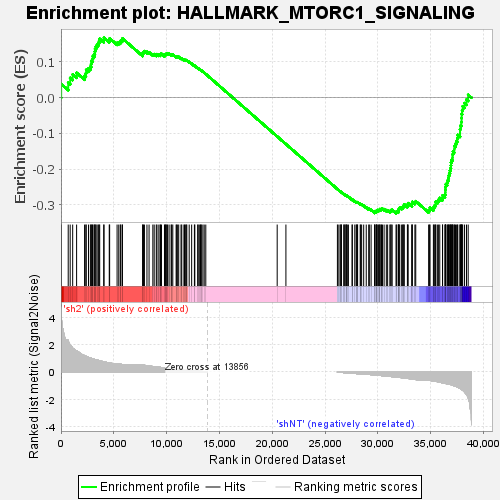 Enrichment plot: HALLMARK_MTORC1_SIGNALING
Enrichment score (ES)
0.1
0.0
-0.1
-0.2
-0.3
Ranked list metric (Signal2Noise)
'sh2' (positively correlated)
4
2
0
-2
-4
Zero cross at 13856
'shNT' (negatively correlated)
0
5,000
10,000
15,000
20,000
25,000
30,000
35,000
40,000
Rank in Ordered Dataset
Enrichment profile
Hits
Ranking metric scores